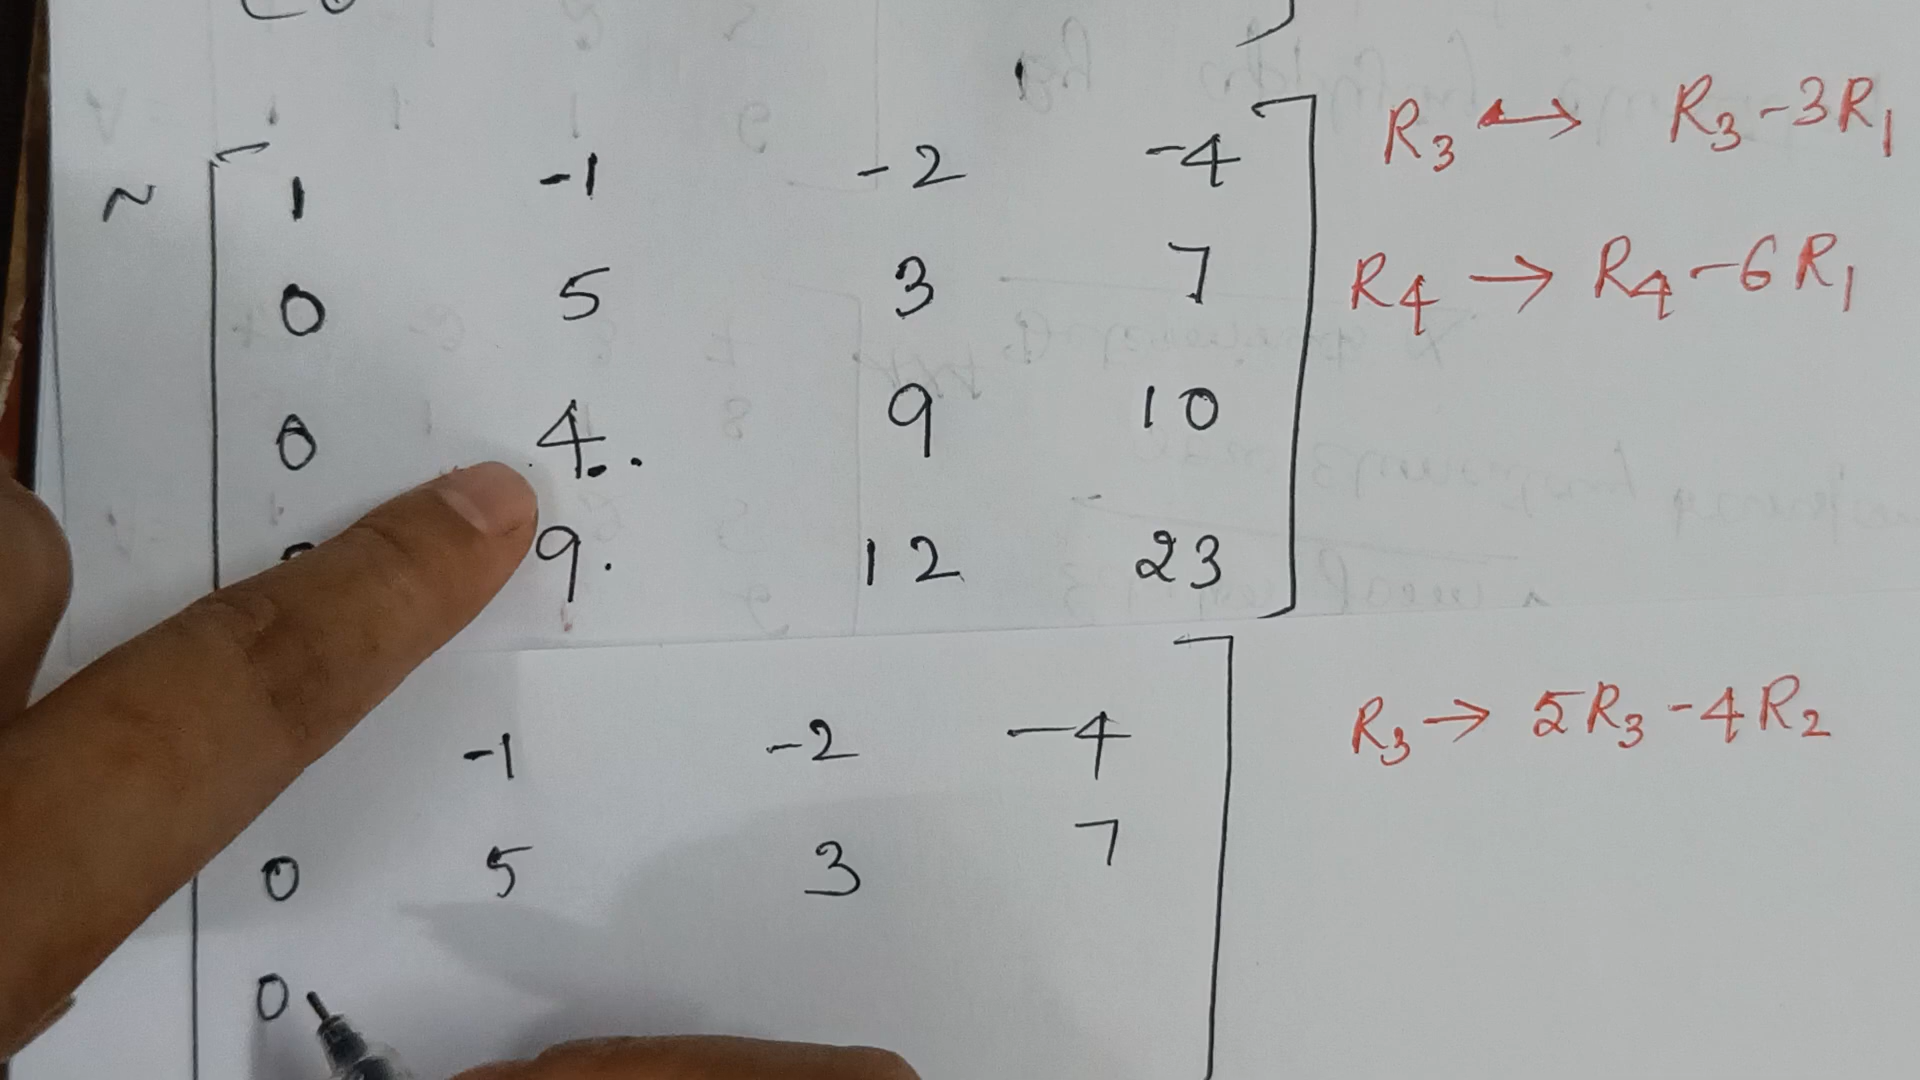 ~ 1 -1 -2 -4 R3 ↔ R3-3R1
0 5 3 7 R4 → R4-6R1
0 4 9 10
9 12 23
-1 -2 -4 R3 → 5R3-4R2
0 5 3 7
0